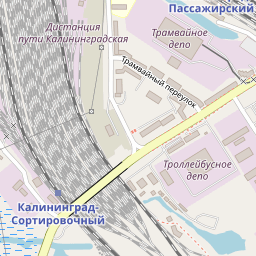 Пассажирский
Дистанция
пути Калининградская
Трамвайное
депо
Трамвайный переулок
Троллейбусное
депо
Калининград-
Сортировочный